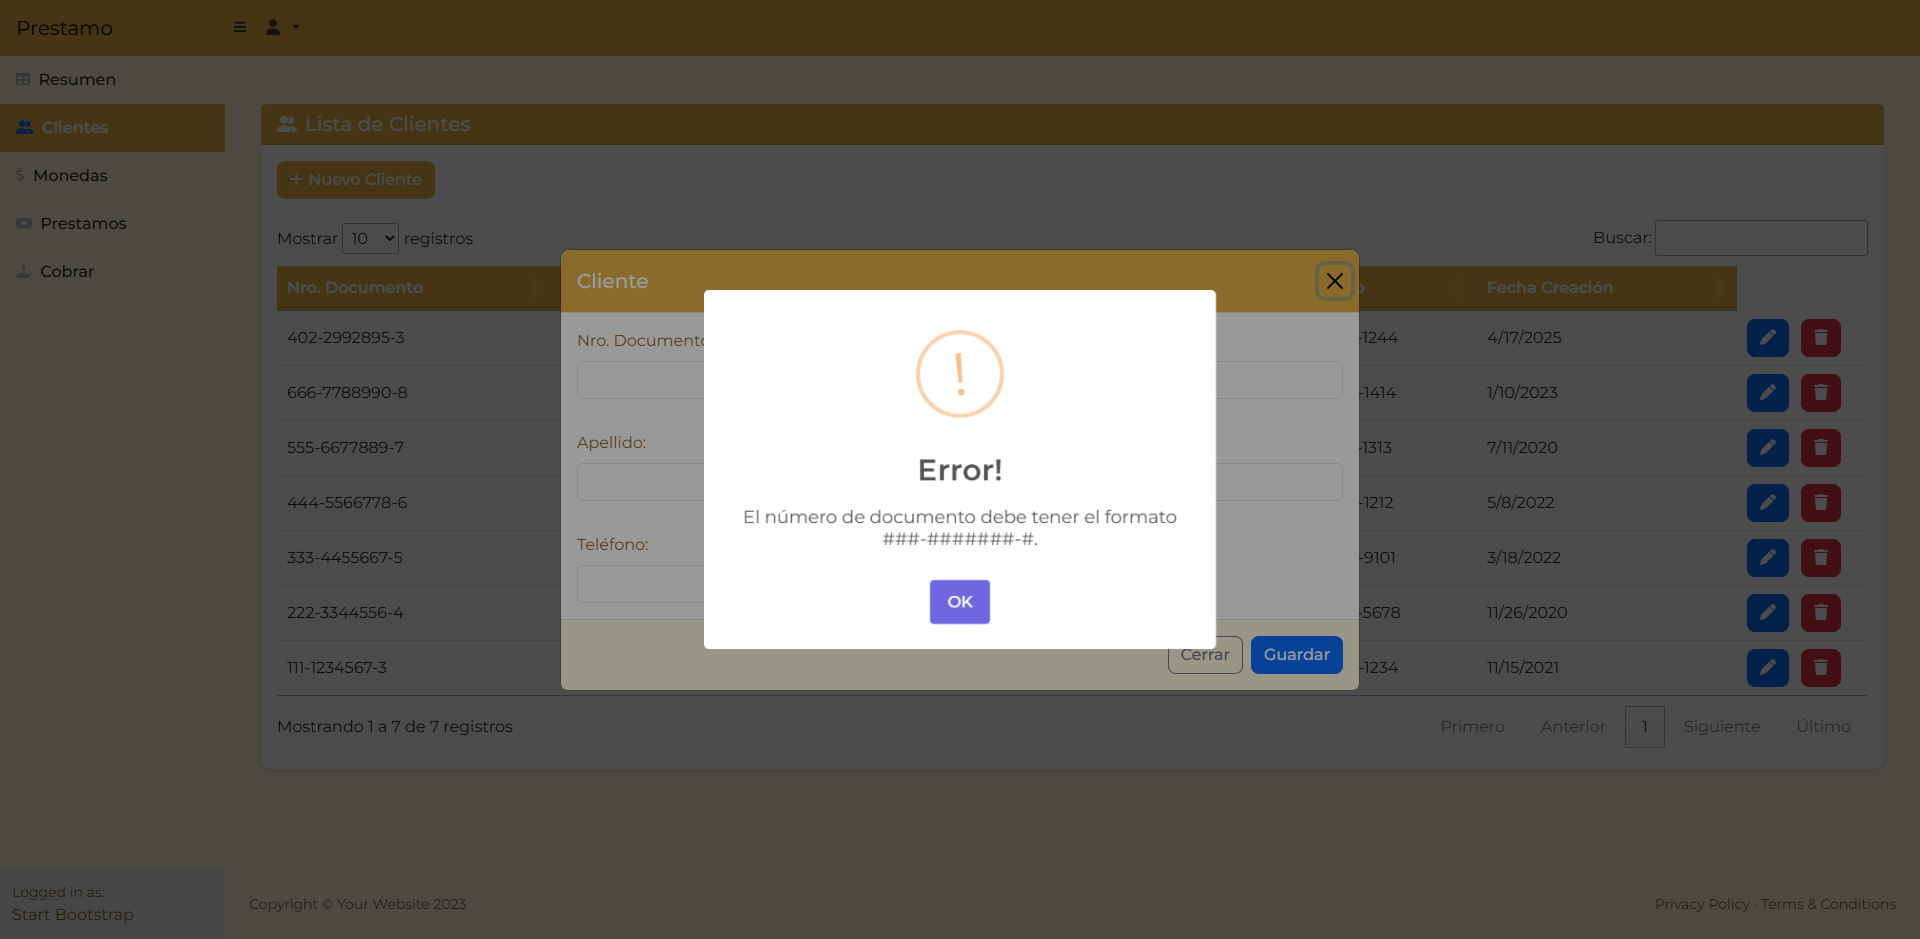 Prestamo
Resumen
Clientes
Monedas
Prestamos
Cobrar
Logged in as:
Start Bootstrap
Lista de Clientes
+ Nuevo Cliente
Mostrar 10 registros
Buscar:
Nro. Documento Fecha Creación
402-2992895-3 -1244 4/17/2025
666-7788990-8 -1414 1/10/2023
555-6677889-7 -1313 7/11/2020
444-5566778-6 -1212 5/8/2022
333-4455667-5 -9101 3/18/2022
222-3344556-4 -5678 11/26/2020
111-1234567-3 -1234 11/15/2021
Mostrando 1 a 7 de 7 registros
Primero Anterior 1 Siguiente Último
Cliente
Nro. Documento
Apellido:
Teléfono:
Cerrar Guardar
Error!
El número de documento debe tener el formato
###-#######-#.
OK
Copyright © Your Website 2023
Privacy Policy · Terms & Conditions